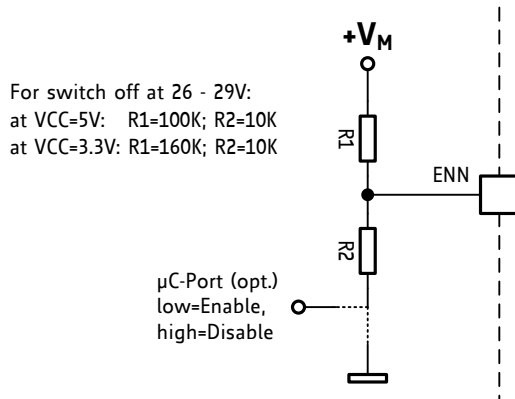 +VM
For switch off at 26 - 29V:
at VCC=5V: R1=100K; R2=10K
at VCC=3.3V: R1=160K; R2=10K
R1
ENN
R2
µC-Port (opt.)
low=Enable,
high=Disable